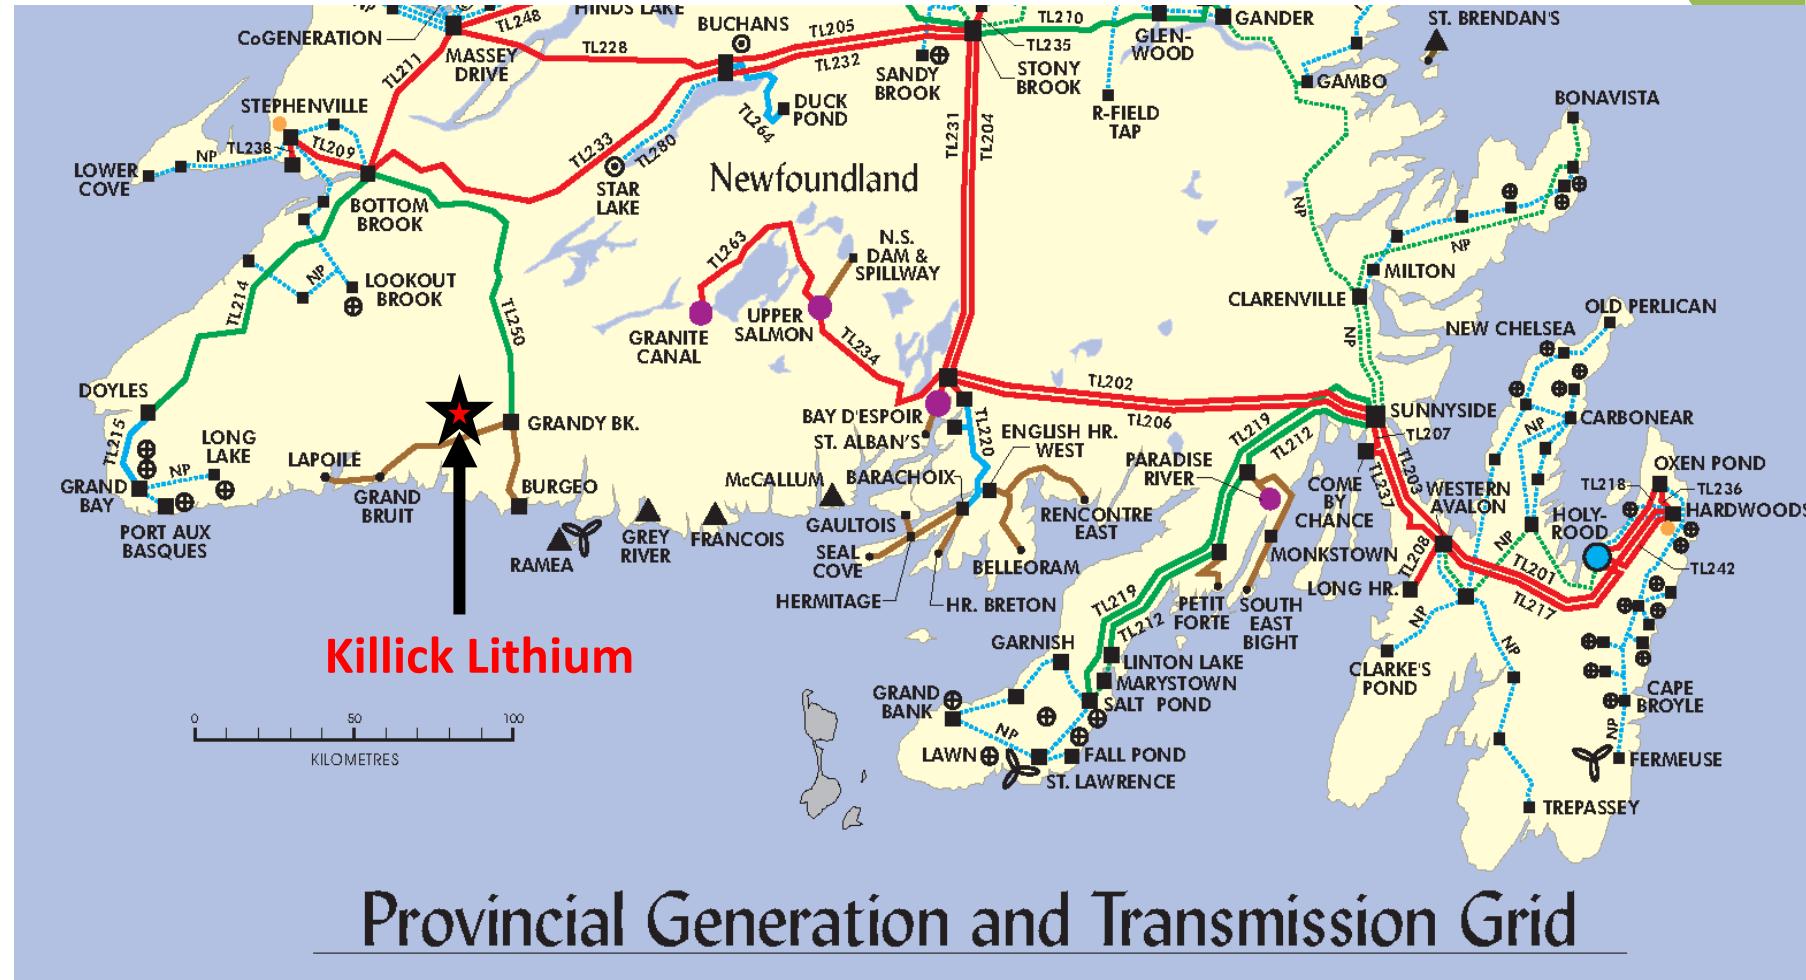 NP
TL248
HINDS LAKE
BUCHANS
TL205
TL210
GANDER
ST. BRENDAN'S
COGENERATION
MASSEY
DRIVE
TL228
TL232
TL235
GLEN-
WOOD
TL211
SANDY
BROOK
STONY
BROOK
GAMBO
STEPHENVILLE
DUCK
POND
R-FIELD
TAP
BONAVISTA
TL264
TL238
TL209
TL233
TL280
TL231
TL204
NP
LOWER
COVE
STAR
LAKE
Newfoundland
BOTTOM
BROOK
NP
N.S.
DAM &
SPILLWAY
TL263
NP
MILTON
NP
LOOKOUT
BROOK
CLARENVILLE
TL214
TL250
UPPER
SALMON
GRANITE
CANAL
TL234
NP
OLD PERLICAN
NEW CHELSEA
DOYLES
TL202
TL206
GRANDY BK.
BAY D'ESPOIR
ST. ALBAN'S
TL220
SUNNYSIDE
TL207
CARBONEAR
TL215
LONG
LAKE
NP
LAPOILE
ENGLISH HR.
WEST
TL219
TL212
PARADISE
RIVER
TL203
TL237
OXEN POND
GRAND
BAY
GRAND
BRUIT
BURGEO
McCALLUM
BARACHOIX
COME
BY
CHANCE
WESTERN
AVALON
TL218
TL236
HARDWOODS
PORT AUX
BASQUES
GAULTOIS
RENCONTRE
EAST
HOLY-
ROOD
RAMEA
GREY
RIVER
FRANCOIS
SEAL
COVE
BELLEORAM
MONKSTOWN
NP
TL208
TL201
TL242
HERMITAGE
HR. BRETON
TL219
TL212
PETIT
FORTE
SOUTH
EAST
BIGHT
LONG HR.
TL217
NP
NP
Killick Lithium
GARNISH
LINTON LAKE
MARYSTOWN
SALT POND
CLARKE'S
POND
GRAND
BANK
NP
CAPE
BROYLE
NP
0 50 100
KILOMETRES
LAWN
FALL POND
ST. LAWRENCE
FERMEUSE
TREPASSEY
Provincial Generation and Transmission Grid